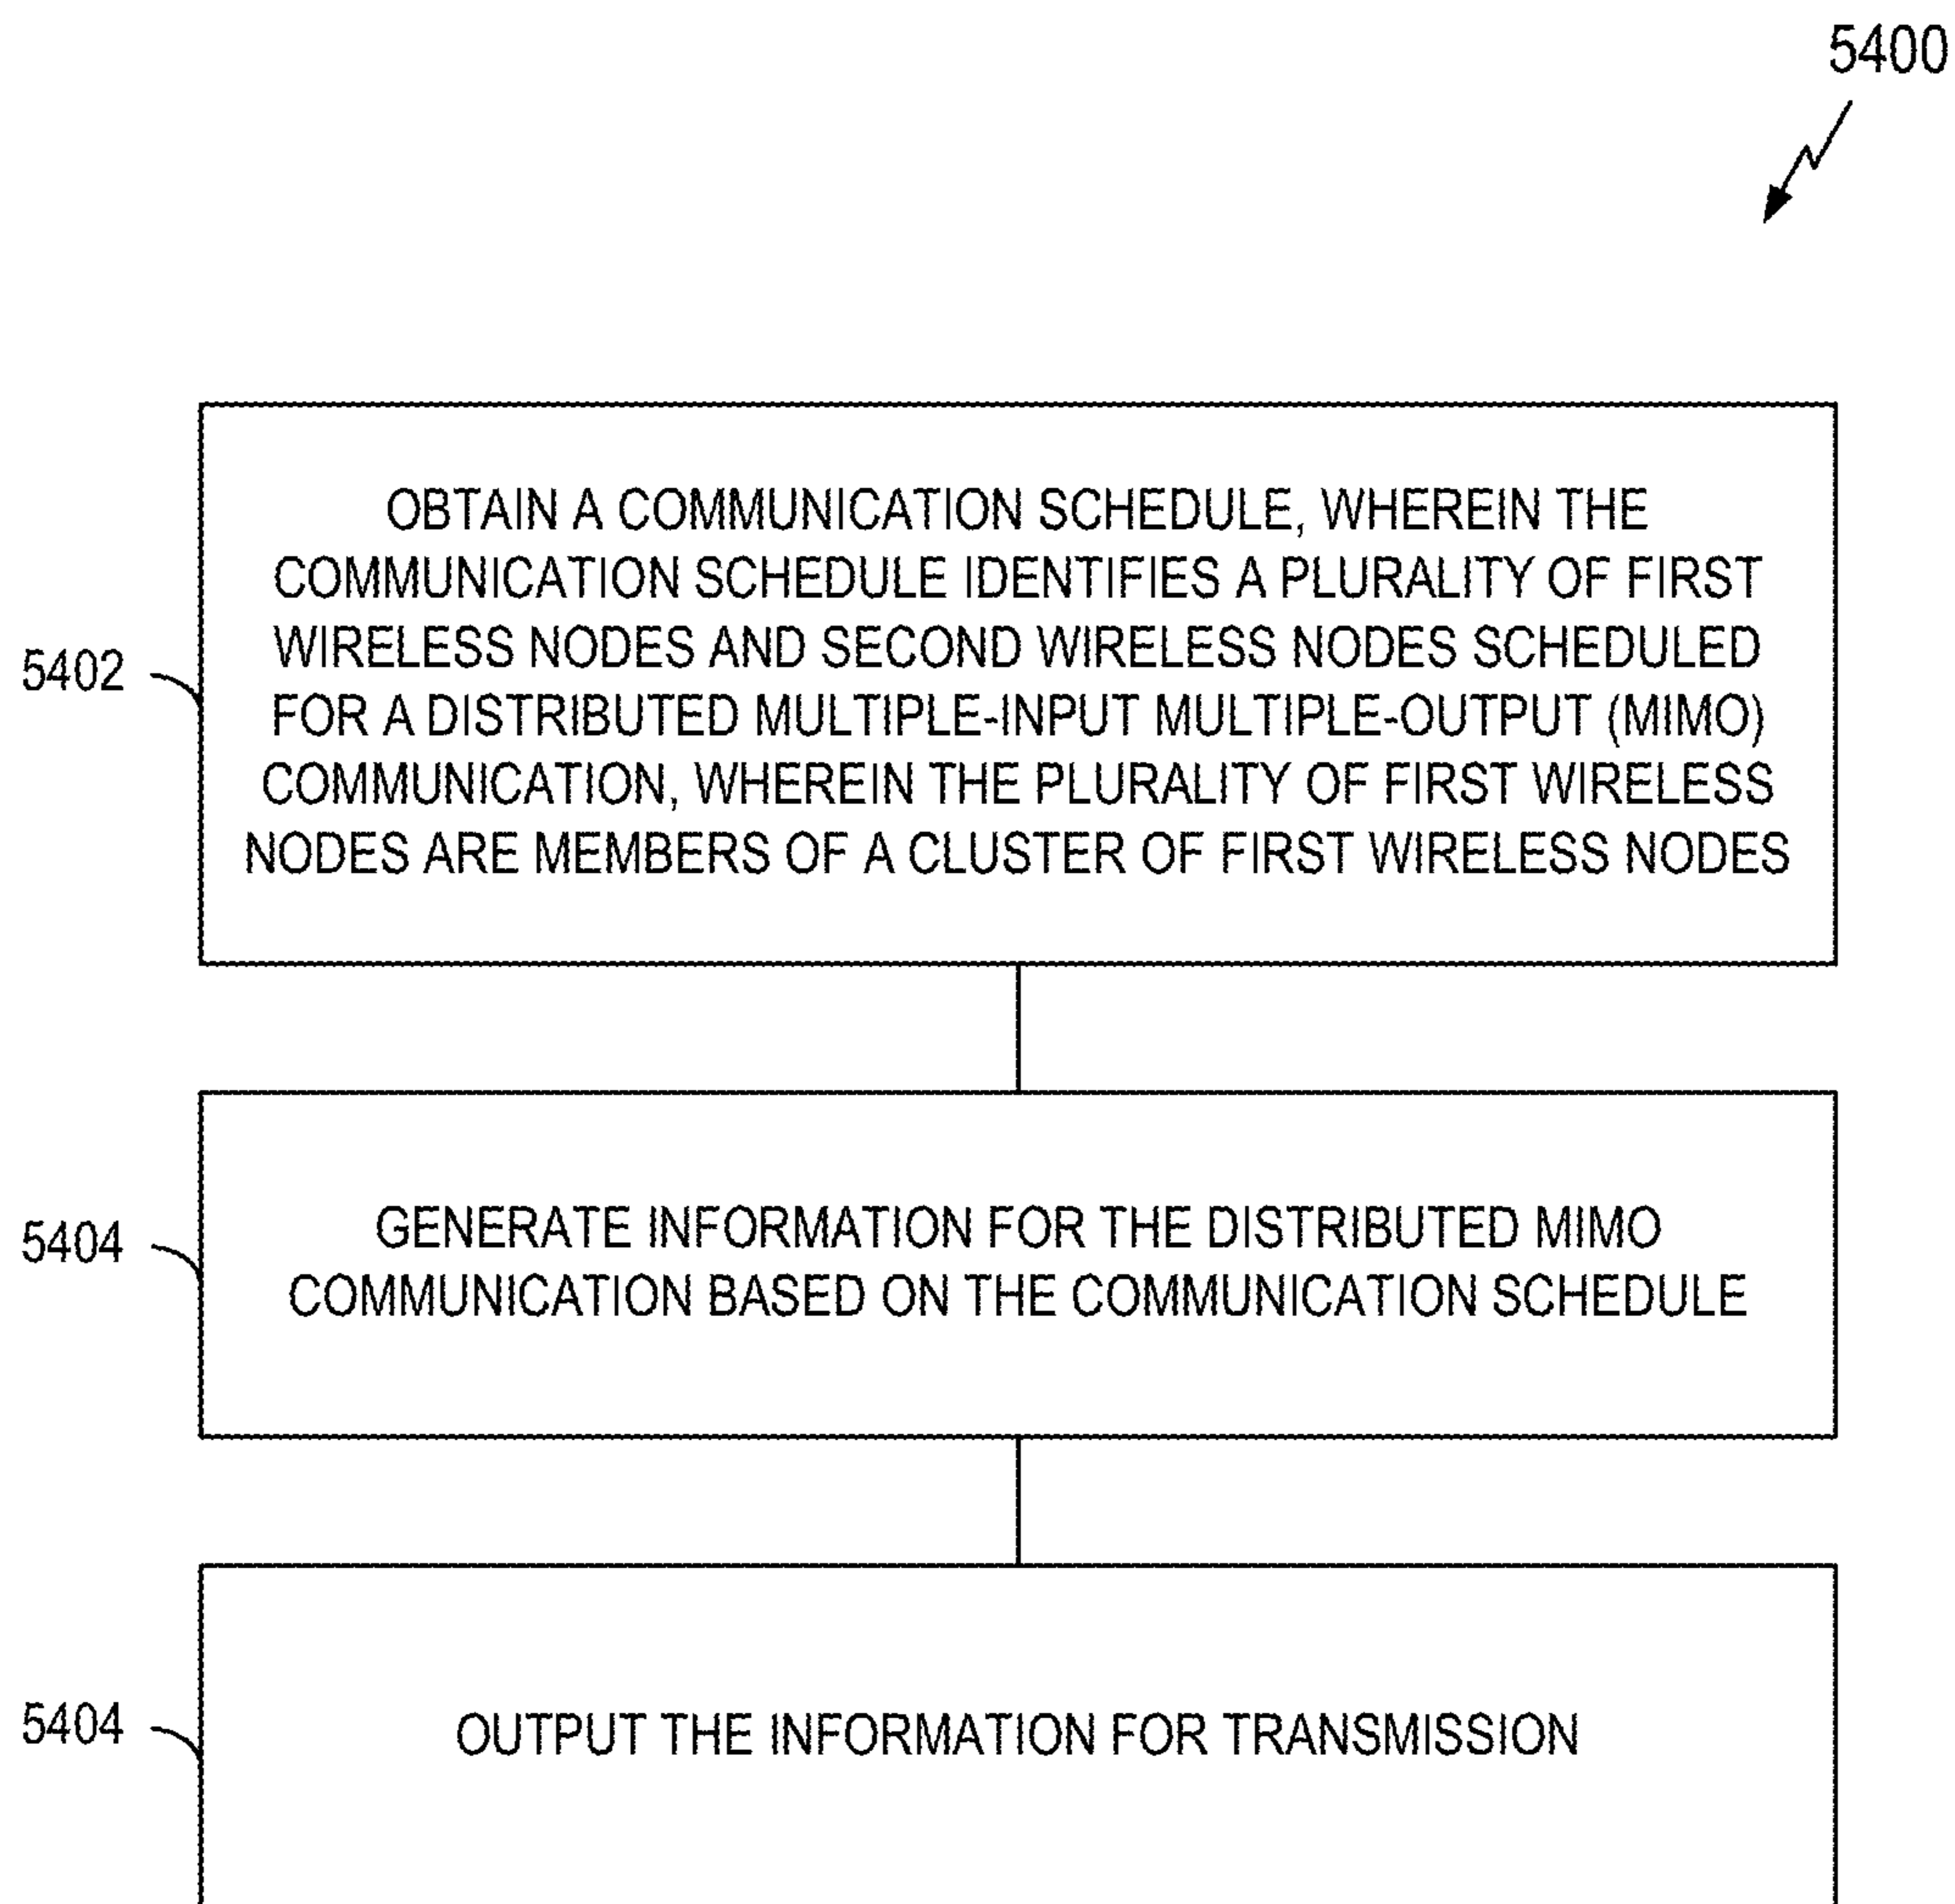 5400
OBTAIN A COMMUNICATION SCHEDULE, WHEREIN THE
COMMUNICATION SCHEDULE IDENTIFIES A PLURALITY OF FIRST
WIRELESS NODES AND SECOND WIRELESS NODES SCHEDULED
FOR A DISTRIBUTED MULTIPLE-INPUT MULTIPLE-OUTPUT (MIMO)
COMMUNICATION, WHEREIN THE PLURALITY OF FIRST WIRELESS
NODES ARE MEMBERS OF A CLUSTER OF FIRST WIRELESS NODES
5402
GENERATE INFORMATION FOR THE DISTRIBUTED MIMO
COMMUNICATION BASED ON THE COMMUNICATION SCHEDULE
5404
OUTPUT THE INFORMATION FOR TRANSMISSION
5404